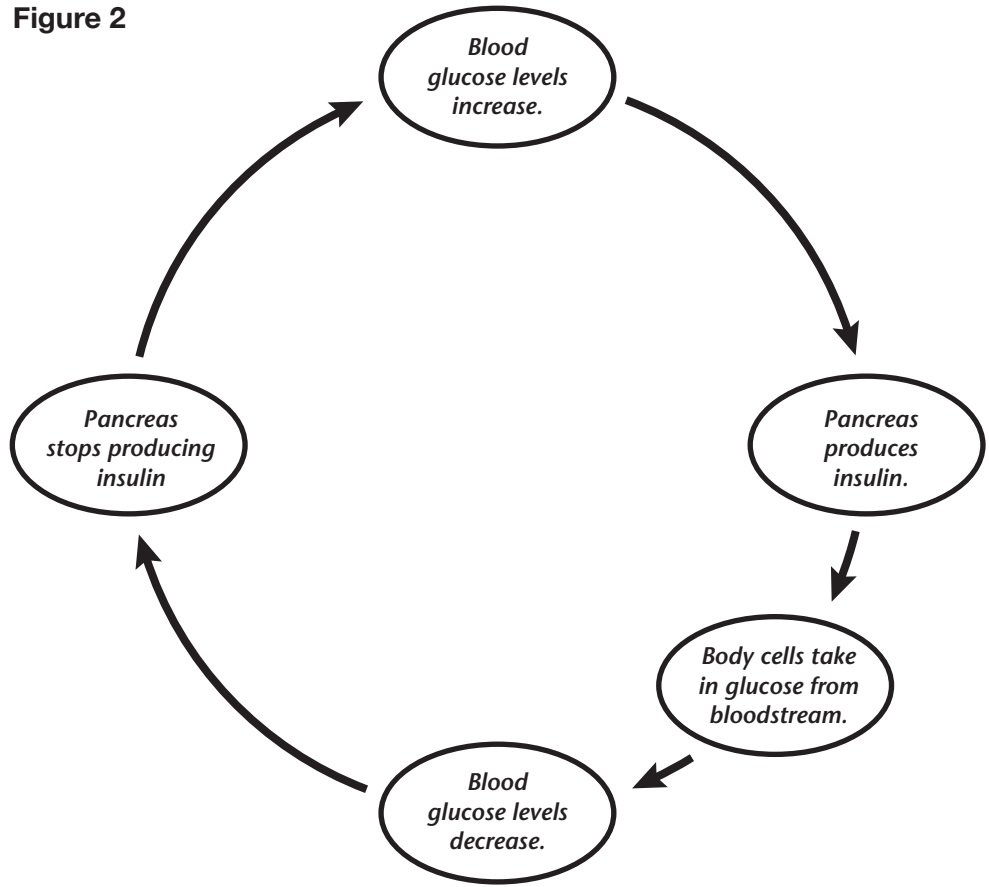 Figure 2
Blood
glucose levels
increase.
Pancreas
produces
insulin.
Body cells take
in glucose from
bloodstream.
Blood
glucose levels
decrease.
Pancreas
stops producing
insulin